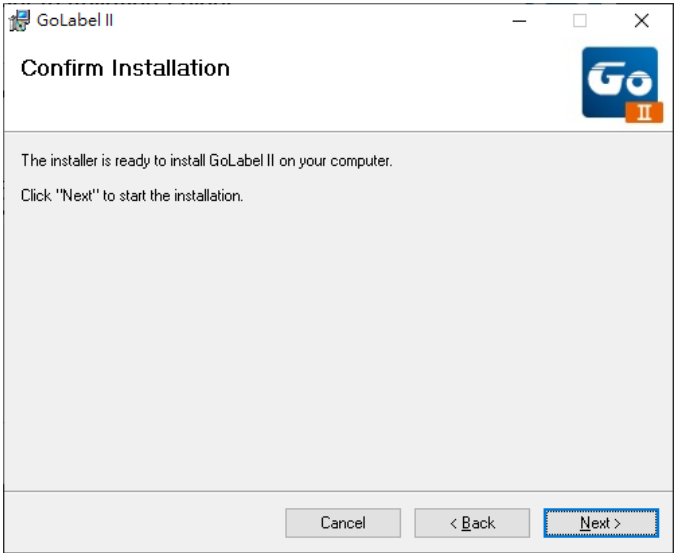 GoLabel II
Confirm Installation
Go
II
The installer is ready to install GoLabel II on your computer.
Click "Next" to start the installation.
Cancel
< Back
Next >